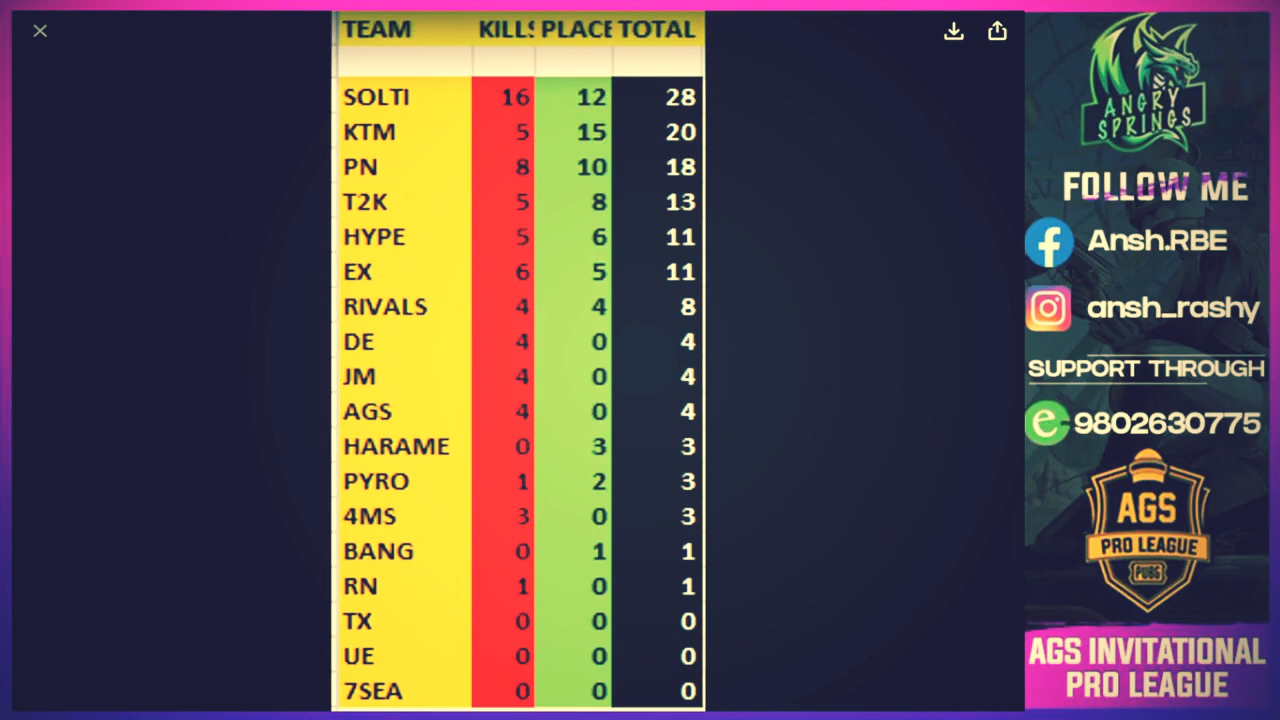 TEAM KILLS PLACE TOTAL
SOLTI 16 12 28
KTM 5 15 20
PN 8 10 18
T2K 5 8 13
HYPE 5 6 11
EX 6 5 11
RIVALS 4 4 8
DE 4 0 4
JM 4 0 4
AGS 4 0 4
HARAME 0 3 3
PYRO 1 2 3
4MS 3 0 3
BANG 0 1 1
RN 1 0 1
TX 0 0 0
UE 0 0 0
7SEA 0 0 0
ANGRY
SPRINGS
FOLLOW ME
Ansh.RBE
ansh_rashy
SUPPORT THROUGH
e 9802630775
AGS
PRO LEAGUE
PUBG
AGS INVITATIONAL
PRO LEAGUE